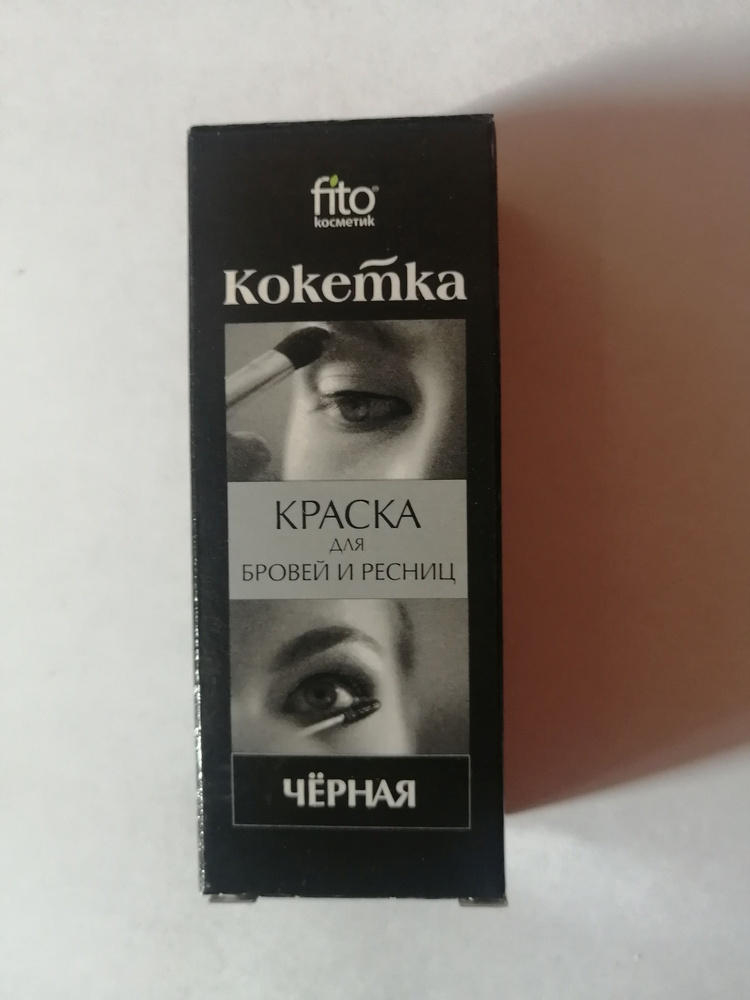 fito®
косметик
Кокетка
КРАСКА
ДЛЯ
БРОВЕЙ И РЕСНИЦ
ЧЁРНАЯ